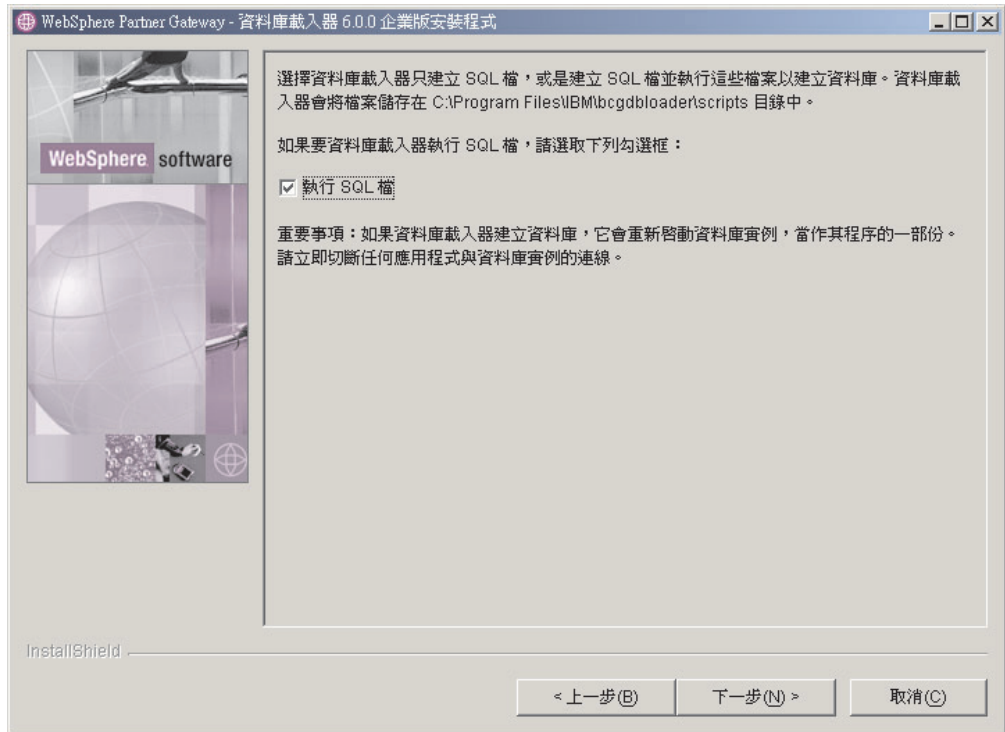 WebSphere Partner Gateway - 資料庫載入器 6.0.0 企業版安裝程式
WebSphere software
選擇資料庫載入器只建立 SQL 檔，或是建立 SQL 檔並執行這些檔案以建立資料庫。資料庫載
入器會將檔案儲存在 C:\Program Files\IBM\bcgdbloader\scripts 目錄中。
如果要資料庫載入器執行 SQL 檔，請選取下列勾選框：
執行 SQL 檔
重要事項：如果資料庫載入器建立資料庫，它會重新啓動資料庫實例，當作其程序的一部份。
請立即切斷任何應用程式與資料庫實例的連線。
InstallShield
< 上一步(B)
下一步(N) >
取消(C)